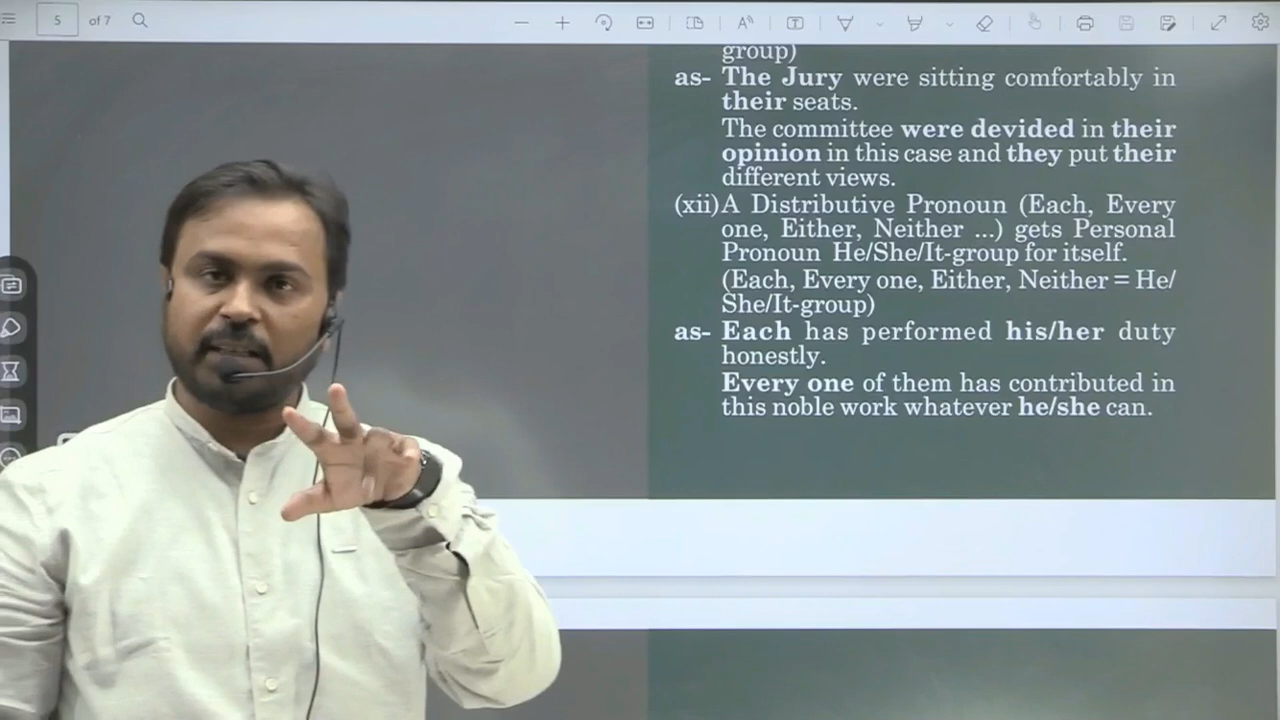 5 of 7
group)
as- The Jury were sitting comfortably in
their seats.
The committee were devided in their
opinion in this case and they put their
different views.
(xii) A Distributive Pronoun (Each, Every
one, Either, Neither ...) gets Personal
Pronoun He/She/It-group for itself.
(Each, Every one, Either, Neither = He/
She/It-group)
as- Each has performed his/her duty
honestly.
Every one of them has contributed in
this noble work whatever he/she can.